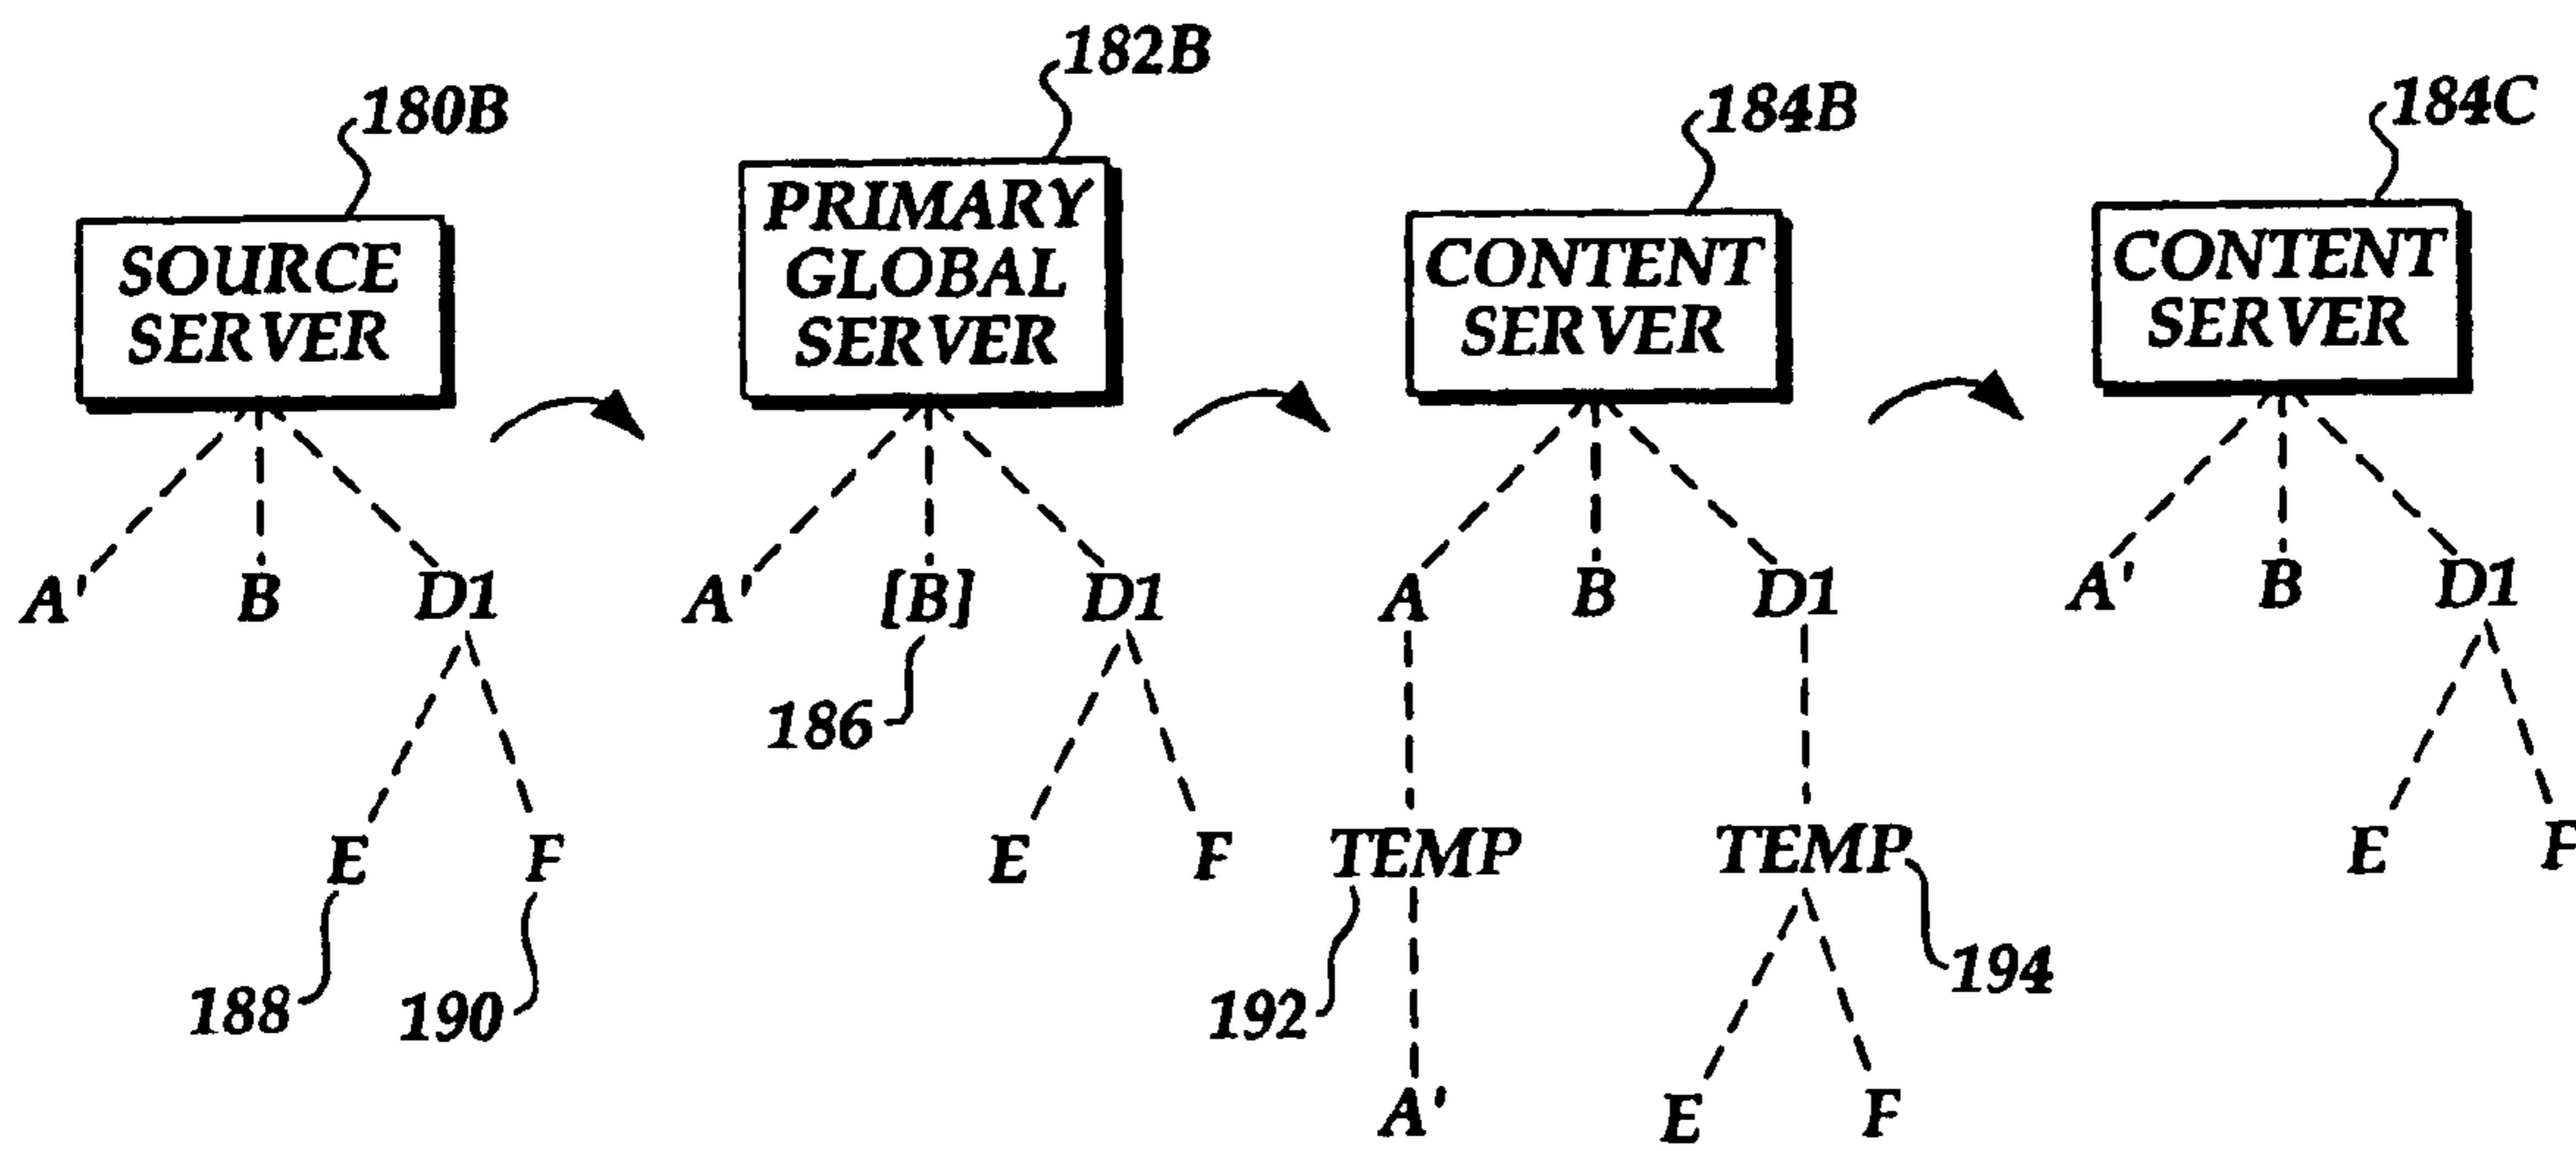 180B
182B
184B
184C
SOURCE
SERVER
PRIMARY
GLOBAL
SERVER
CONTENT
SERVER
CONTENT
SERVER
A' B D1
A' [B] D1
A B D1
A' B D1
186
E F
E F
TEMP TEMP
E F
188 190
192 194
A' E F